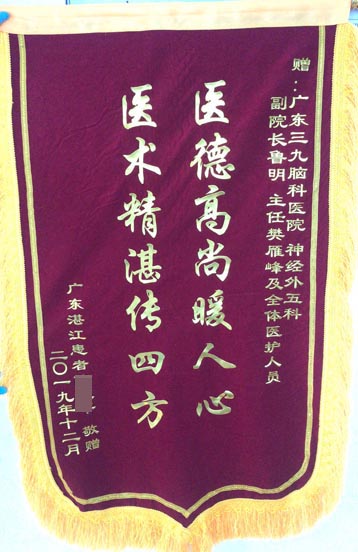 赠：广东三九脑科医院 神经外五科
副院长鲁明 主任樊雁峰及全体医护人员
医德高尚暖人心
医术精湛传四方
广东湛江患者 敬赠
二〇一九年十二月